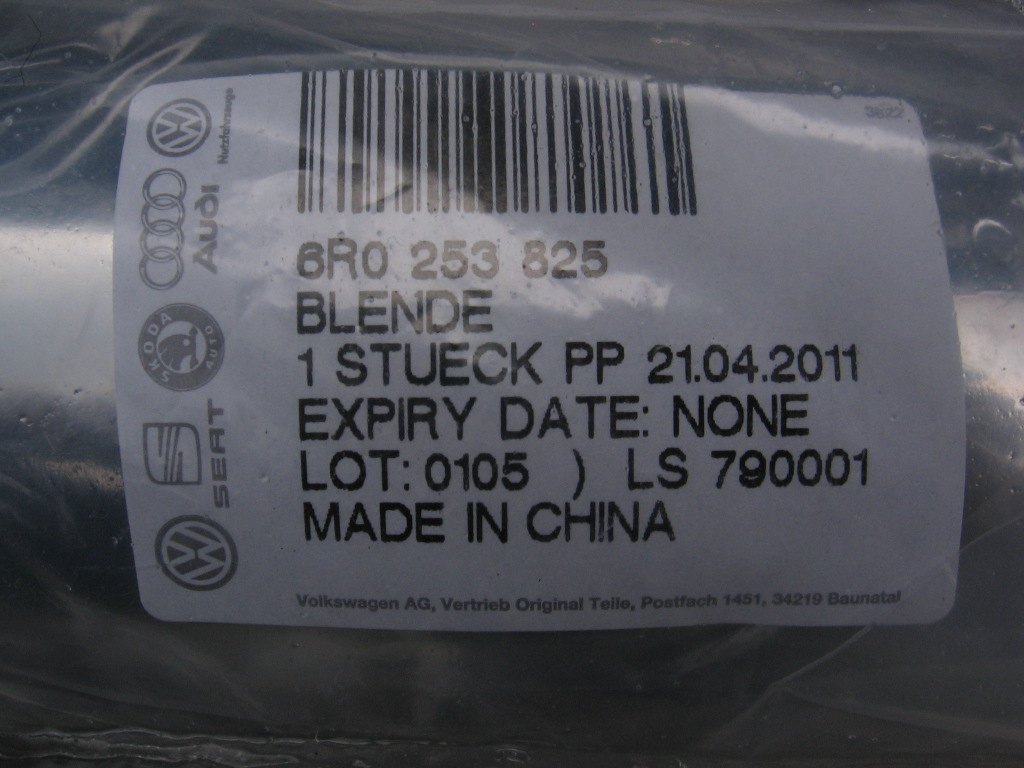 Nutzfahrzeuge
AUDI
SKODA AUTO
SEAT
6R0 253 825
BLENDE
1 STUECK PP 21.04.2011
EXPIRY DATE: NONE
LOT: 0105 ) LS 790001
MADE IN CHINA
Volkswagen AG, Vertrieb Original Teile, Postfach 1451, 34219 Baunatal